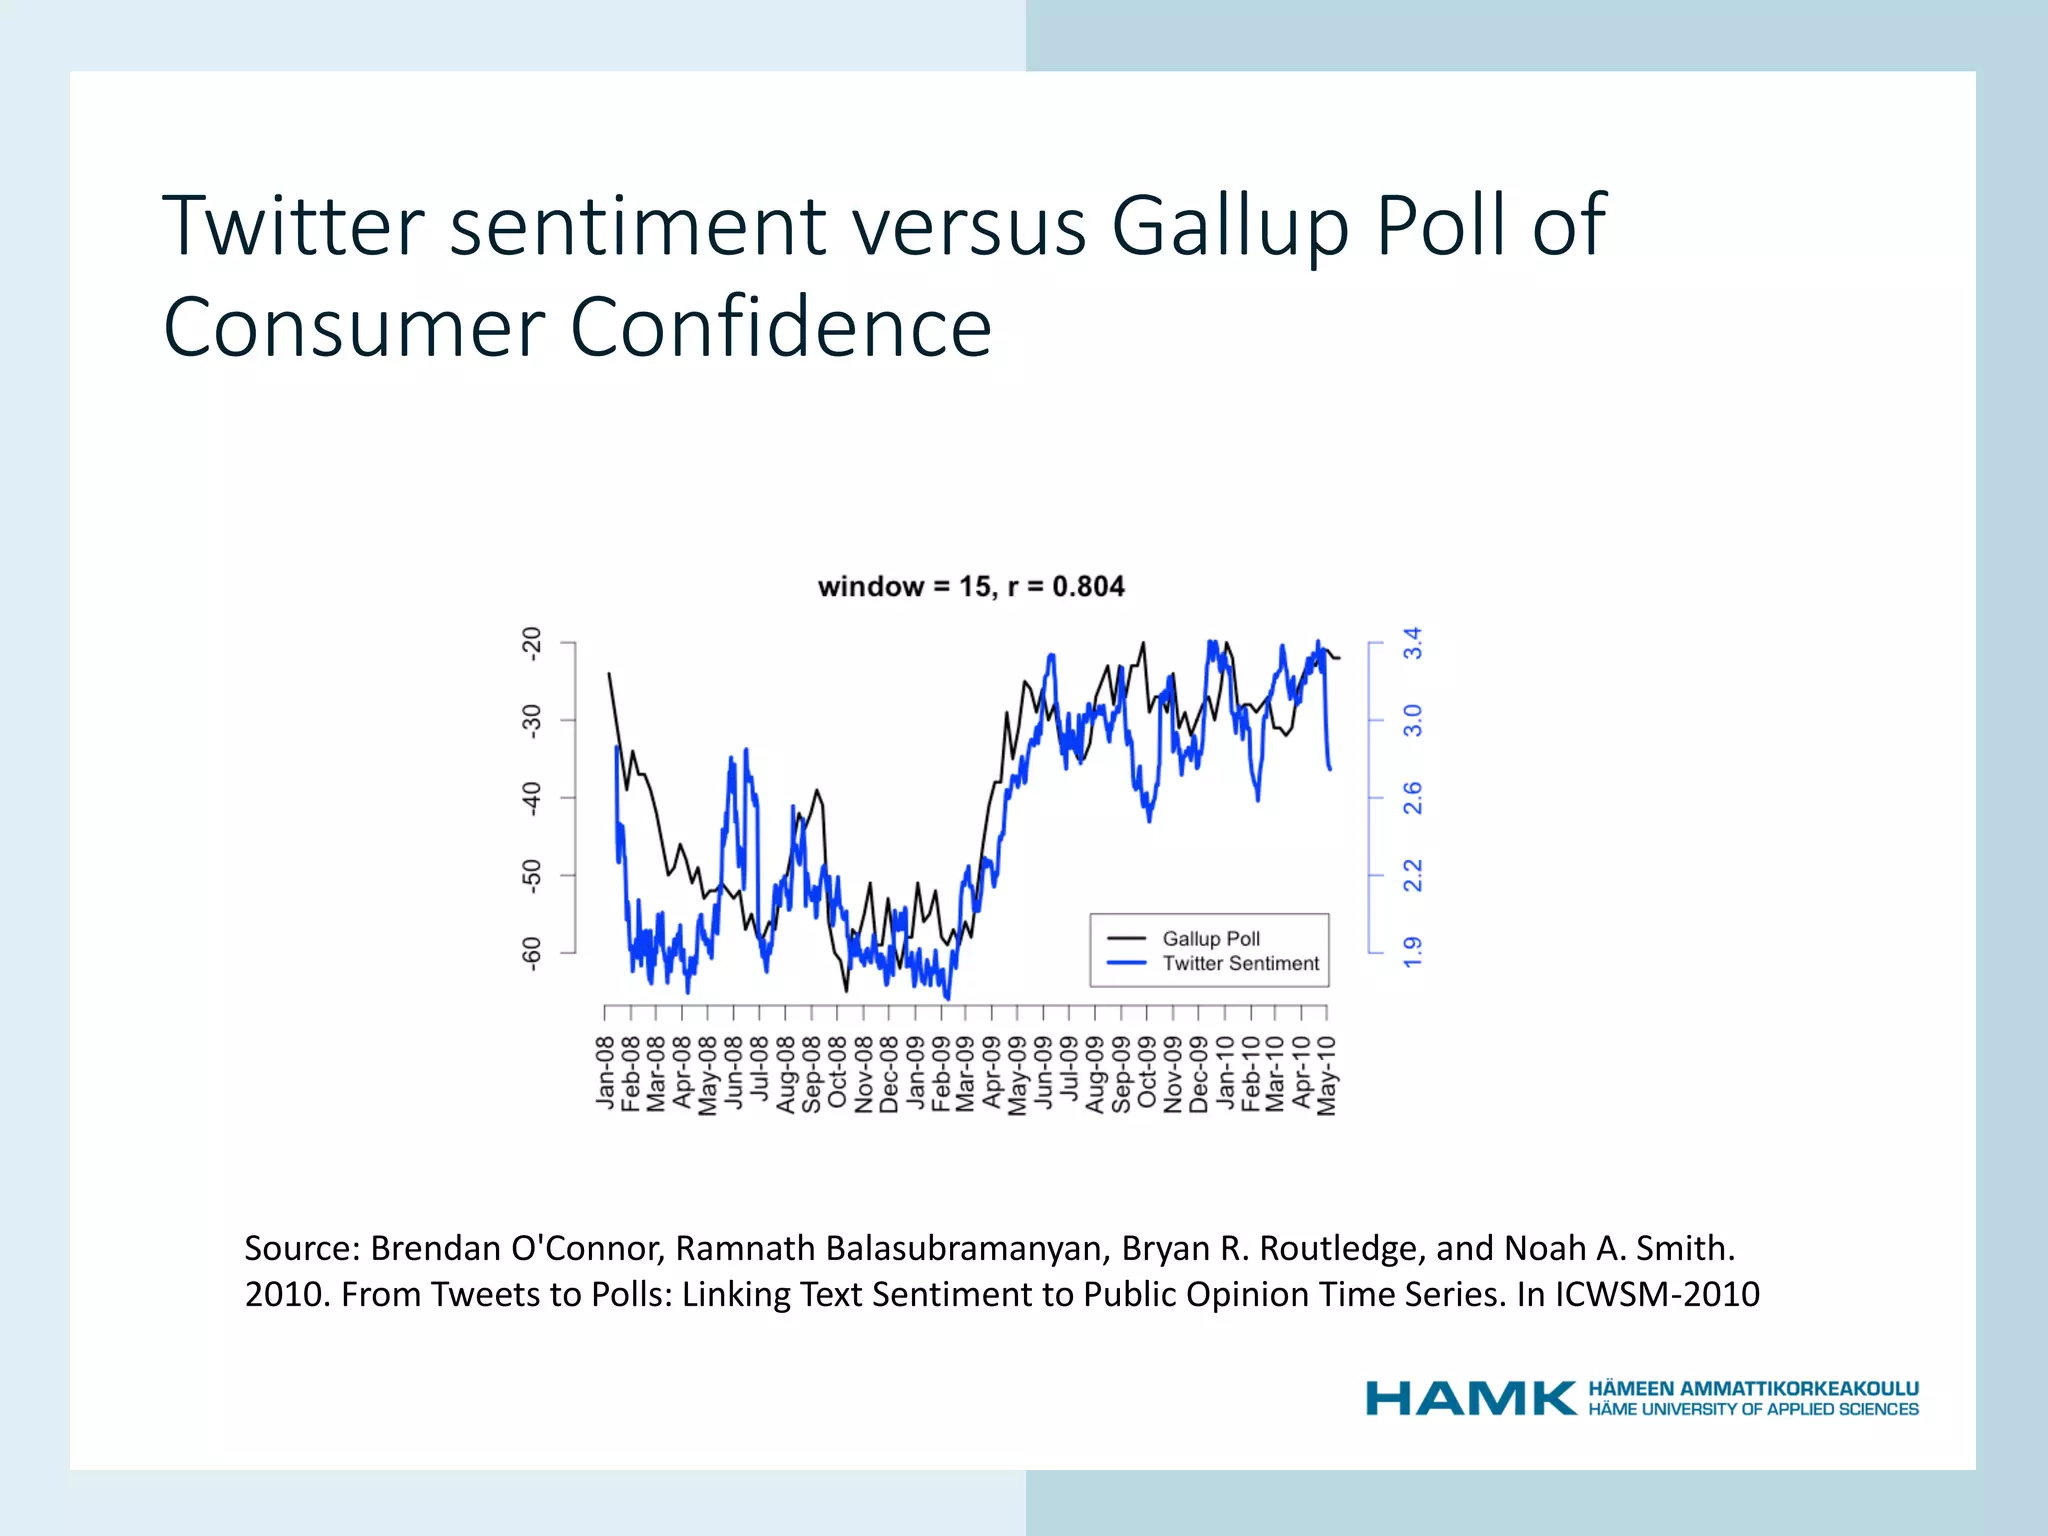 Twitter sentiment versus Gallup Poll of
Consumer Confidence
window = 15, r = 0.804
-20
-30
-40
-50
-60
3.4
3.0
2.6
2.2
1.9
Gallup Poll
Twitter Sentiment
Jan-08
Feb-08
Mar-08
Apr-08
May-08
Jun-08
Jul-08
Aug-08
Sep-08
Oct-08
Nov-08
Dec-08
Jan-09
Feb-09
Mar-09
Apr-09
May-09
Jun-09
Jul-09
Aug-09
Sep-09
Oct-09
Nov-09
Dec-09
Jan-10
Feb-10
Mar-10
Apr-10
May-10
Source: Brendan O'Connor, Ramnath Balasubramanyan, Bryan R. Routledge, and Noah A. Smith.
2010. From Tweets to Polls: Linking Text Sentiment to Public Opinion Time Series. In ICWSM-2010
HAMK
HÄMEEN AMMATTIKORKEAKOULU
HÄME UNIVERSITY OF APPLIED SCIENCES